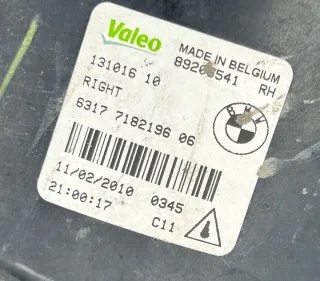 Valeo
MADE IN BELGIUM
131016 10
RIGHT RH
6317 7182196 06
BMW
11/02/2010 0345
21:00:17 C11